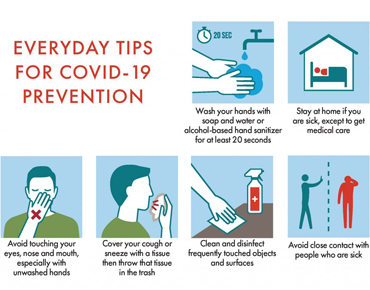 EVERYDAY TIPS
FOR COVID-19
PREVENTION
20 SEC
Wash your hands with
soap and water or
alcohol-based hand sanitizer
for at least 20 seconds
Stay at home if you
are sick, except to get
medical care
Avoid touching your
eyes, nose and mouth,
especially with
unwashed hands
Cover your cough or
sneeze with a tissue
then throw that tissue
in the trash
Clean and disinfect
frequently touched objects
and surfaces
Avoid close contact with
people who are sick